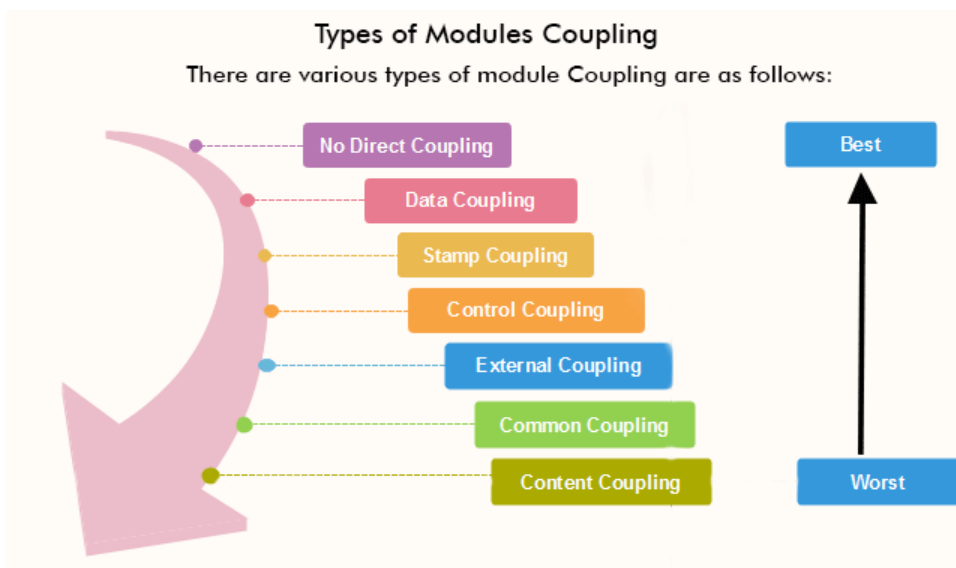 Types of Modules Coupling
There are various types of module Coupling are as follows:
No Direct Coupling
Best
Data Coupling
Stamp Coupling
Control Coupling
External Coupling
Common Coupling
Content Coupling
Worst